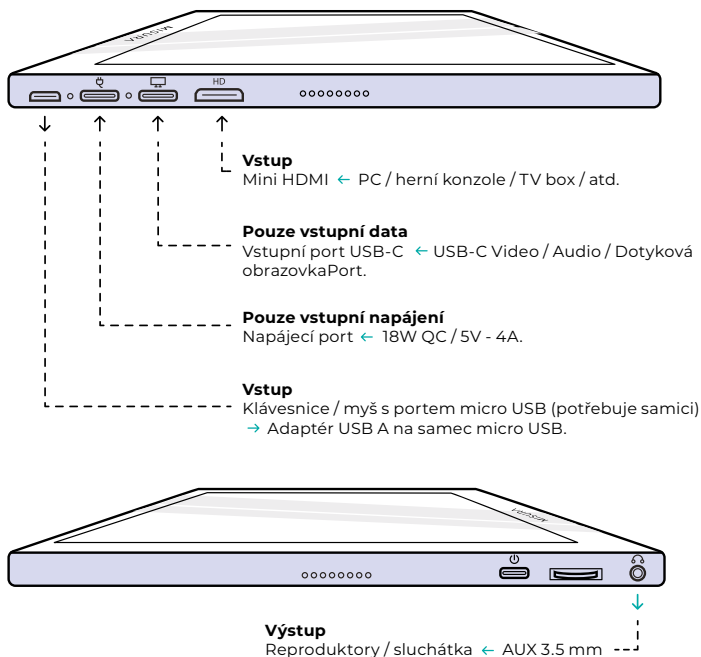 MISURA
HD
Vstup
Mini HDMI ← PC / herní konzole / TV box / atd.
Pouze vstupní data
Vstupní port USB-C ← USB-C Video / Audio / Dotyková
obrazovkaPort.
Pouze vstupní napájení
Napájecí port ← 18W QC / 5V - 4A.
Vstup
Klávesnice / myš s portem micro USB (potřebuje samici)
→ Adaptér USB A na samec micro USB.
MISURA
Výstup
Reproduktory / sluchátka ← AUX 3.5 mm